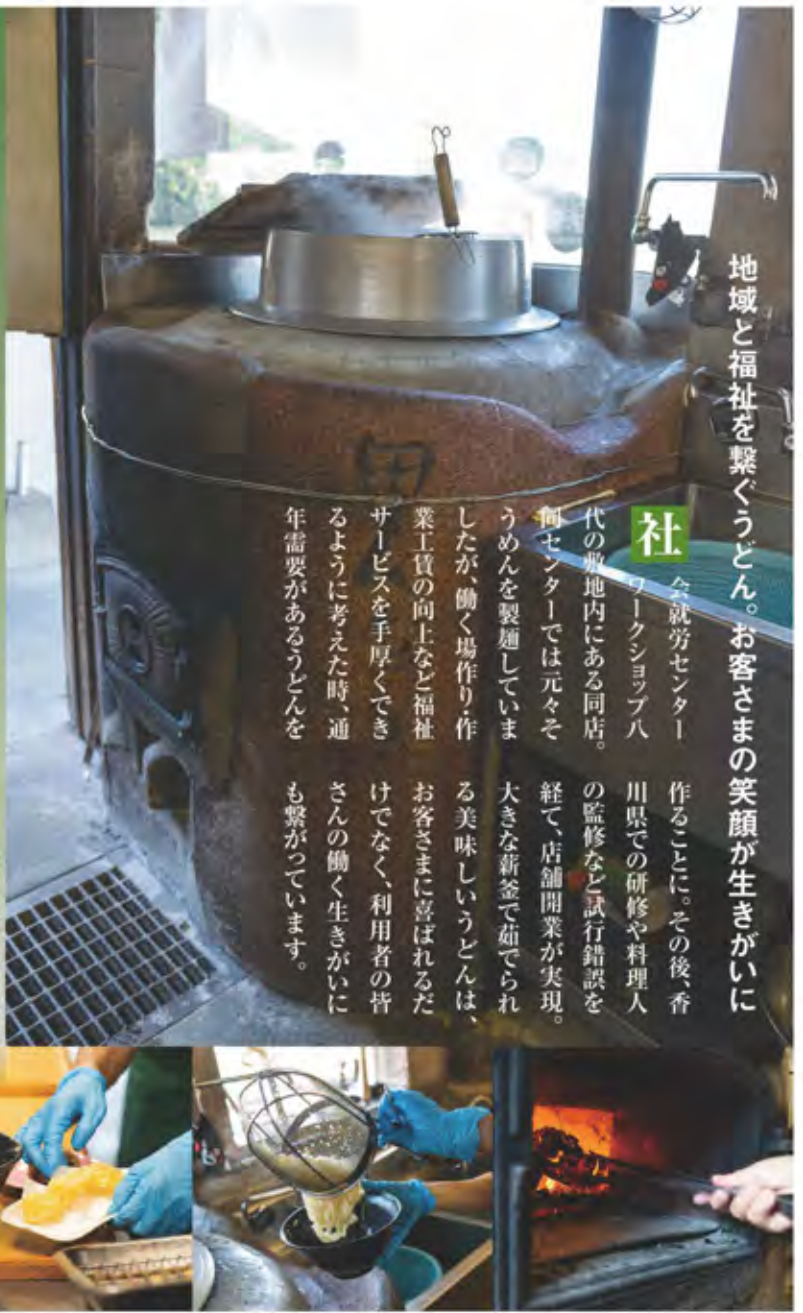 地域と福祉を繋ぐうどん。お客さまの笑顔が生きがいに
社会就労センター
ワークショップ八
代の敷地内にある同店。
同センターでは元々そ
うめんを製麺していま
したが、働く場作り・作
業工賃の向上など福祉
サービスを手厚くでき
るように考えた時、通
年需要があるうどんを
作ることに。その後、香
川県での研修や料理人
の監修など試行錯誤を
経て、店舗開業が実現。
大きな薪釜で茹でられ
る美味しいうどんは、
お客さまに喜ばれるだ
けでなく、利用者の皆
さんの働く生きがいに
も繋がっています。